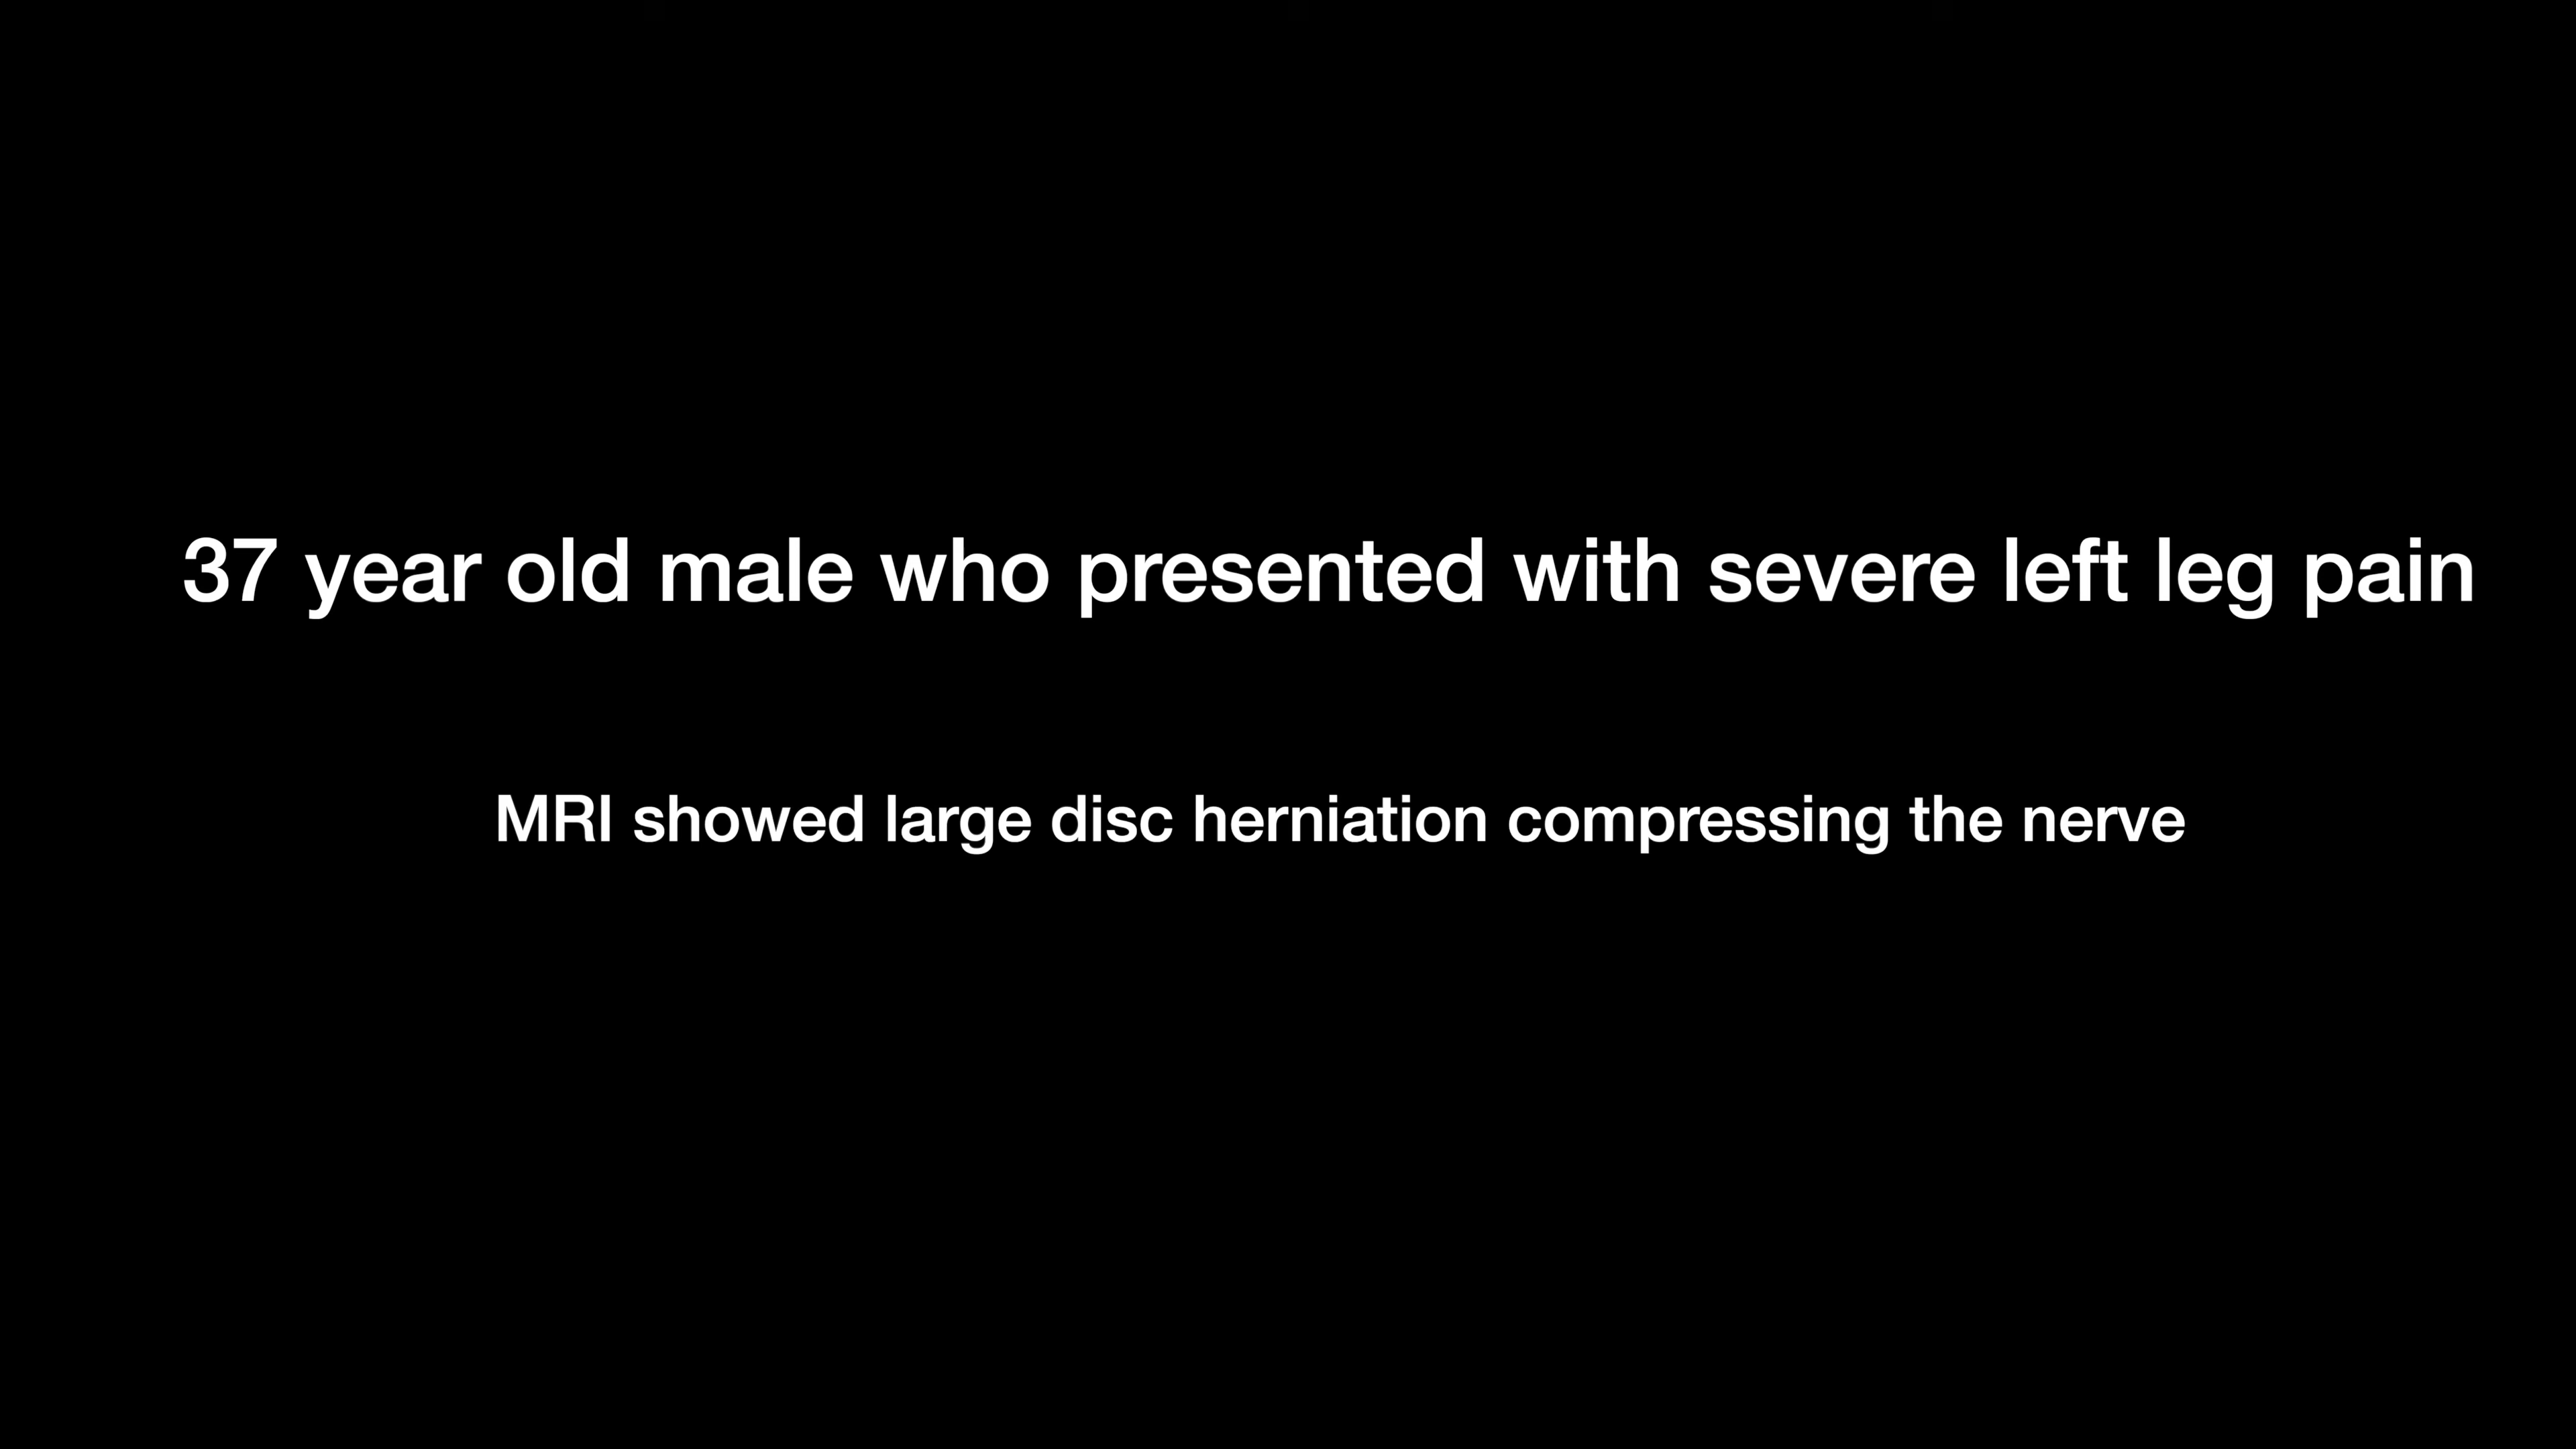 37 year old male who presented with severe left leg pain
MRI showed large disc herniation compressing the nerve